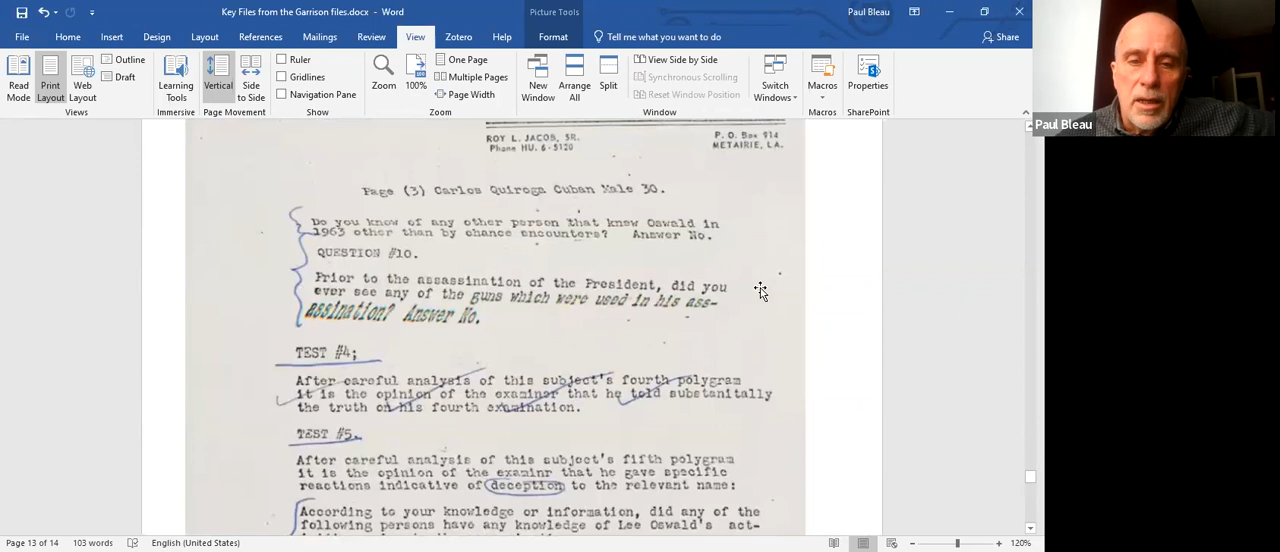 Key Files from the Garrison files.docx - Word
Picture Tools
Paul Bleau
File Home Insert Design Layout References Mailings Review View Zotero Help Format Tell me what you want to do Share
Read Mode
Print Layout
Web Layout
Outline
Draft
Views
Vertical
Side to Side
Page Movement
Learning Tools
Immersive
Ruler
Gridlines
Navigation Pane
Show
Zoom
100%
One Page
Multiple Pages
Page Width
Zoom
New Window
Arrange All
Split
View Side by Side
Synchronous Scrolling
Reset Window Position
Window
Switch Windows
Macros
Macros
Properties
SharePoint
Paul Bleau
ROY L. JACOB, SR.
Phone HU. 6-5120
P. O. Box 914
METAIRIE, LA.
Page (3) Carlos Quiroga Cuban Male 30.
Do you know of any other person that knew Oswald in
1963 other than by chance encounters? Answer No.
QUESTION #10.
Prior to the assassination of the President, did you
ever see any of the guns which were used in his ass-
assination? Answer No.
TEST #4;
After careful analysis of this subject's fourth polygram
it is the opinion of the examiner that he told substanitally
the truth on his fourth examination.
TEST #5.
After careful analysis of this subject's fifth polygram
it is the opinion of the examinr that he gave specific
reactions indicative of deception to the relevant name:
According to your knowledge or information, did any of the
following persons have any knowledge of Lee Oswald's act-
Page 13 of 14 103 words English (United States) 120%